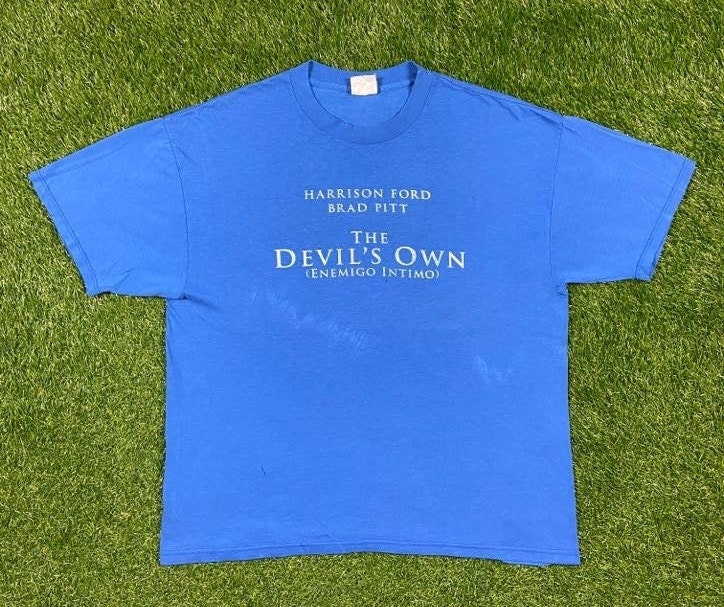 HARRISON FORD
BRAD PITT
THE
DEVIL'S OWN
(ENEMIGO INTIMO)